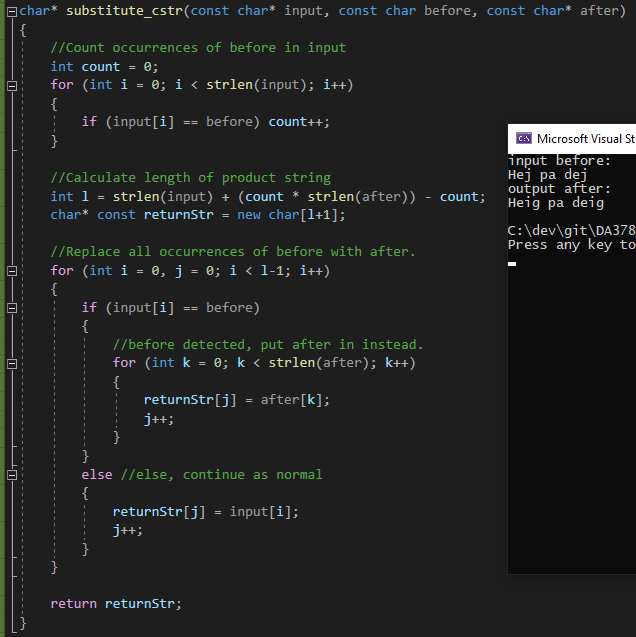 char* substitute_cstr(const char* input, const char before, const char* after)
{
//Count occurrences of before in input
int count = 0;
for (int i = 0; i < strlen(input); i++)
{
if (input[i] == before) count++;
}
//Calculate length of product string
int l = strlen(input) + (count * strlen(after)) - count;
char* const returnStr = new char[l+1];
//Replace all occurrences of before with after.
for (int i = 0, j = 0; i < l-1; i++)
{
if (input[i] == before)
{
//before detected, put after in instead.
for (int k = 0; k < strlen(after); k++)
{
returnStr[j] = after[k];
j++;
}
}
else //else, continue as normal
{
returnStr[j] = input[i];
j++;
}
}
return returnStr;
}
Microsoft Visual St
input before:
Hej pa dej
output after:
Heig pa deig
C:\dev\git\DA378
Press any key to